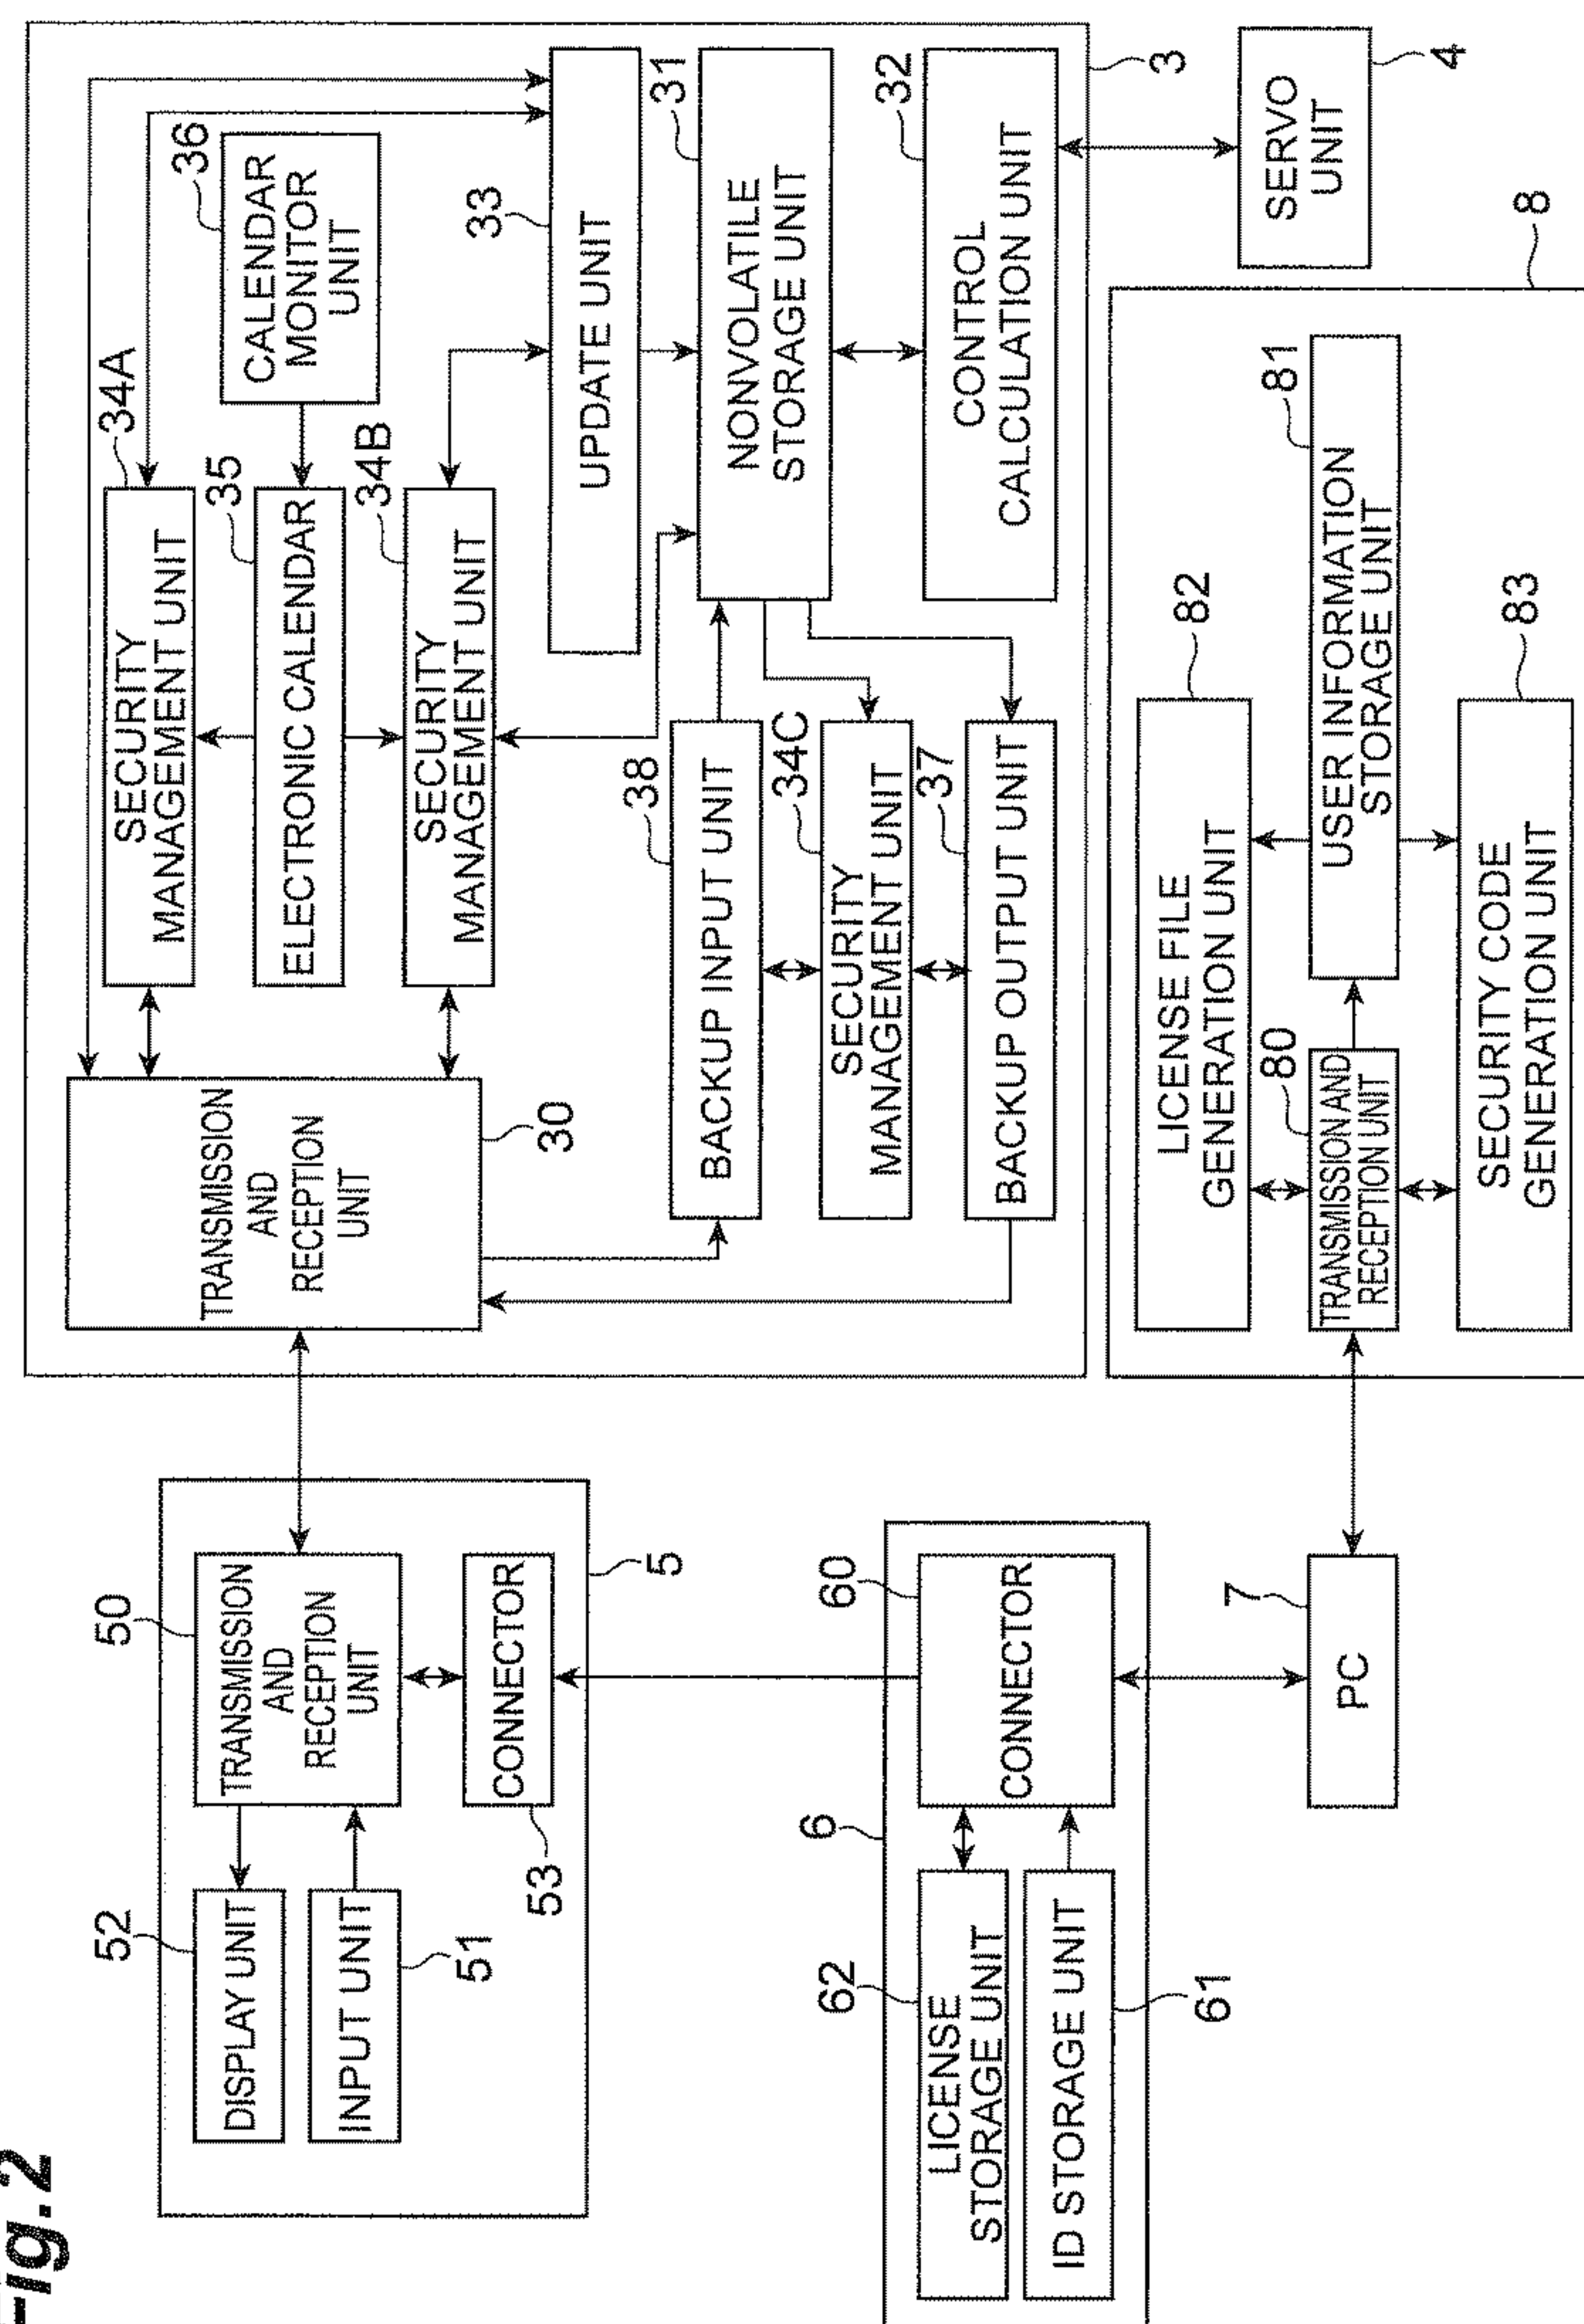 Fig.2
52
DISPLAY UNIT
INPUT UNIT
51
50
TRANSMISSION
AND
RECEPTION
UNIT
CONNECTOR
53
5
TRANSMISSION
AND
RECEPTION
UNIT
30
34A
SECURITY
MANAGEMENT UNIT
35
ELECTRONIC CALENDAR
34B
SECURITY
MANAGEMENT UNIT
36
CALENDAR
MONITOR
UNIT
33
UPDATE UNIT
31
NONVOLATILE
STORAGE UNIT
32
CONTROL
CALCULATION UNIT
38
BACKUP INPUT UNIT
34C
SECURITY
MANAGEMENT UNIT
37
BACKUP OUTPUT UNIT
3
SERVO
UNIT
4
6
62
LICENSE
STORAGE UNIT
ID STORAGE UNIT
61
60
CONNECTOR
7
PC
8
82
LICENSE FILE
GENERATION UNIT
80
TRANSMISSION AND
RECEPTION UNIT
81
USER INFORMATION
STORAGE UNIT
83
SECURITY CODE
GENERATION UNIT